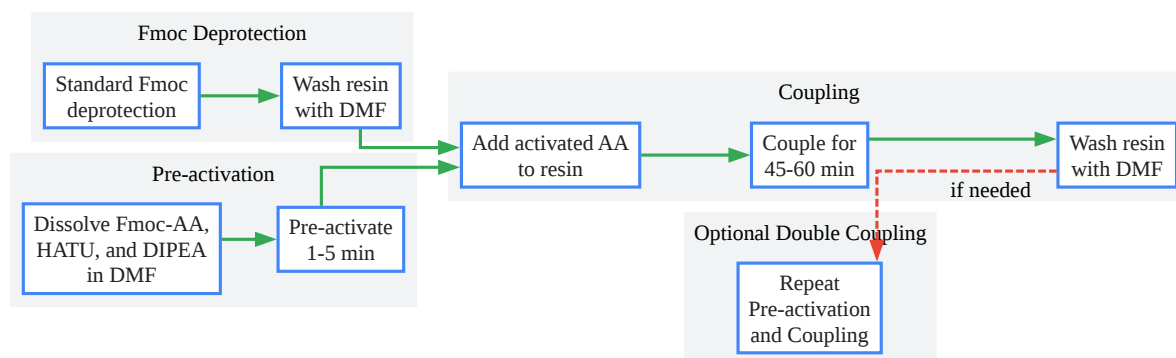 Fmoc Deprotection
Standard Fmoc
deprotection
Wash resin
with DMF
Pre-activation
Dissolve Fmoc-AA,
HATU, and DIPEA
in DMF
Pre-activate
1-5 min
Coupling
Add activated AA
to resin
Couple for
45-60 min
Wash resin
with DMF
if needed
Optional Double Coupling
Repeat
Pre-activation
and Coupling